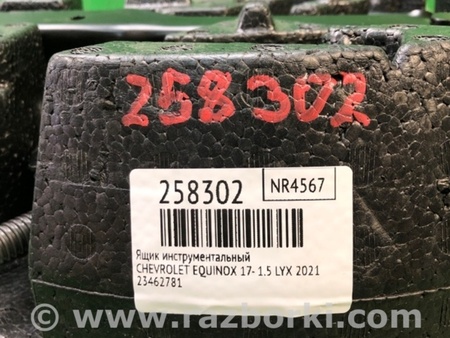 258302
258302
NR4567
Ящик инструментальный
CHEVROLET EQUINOX 17- 1.5 LYX 2021
23462781
© www.razborki.com